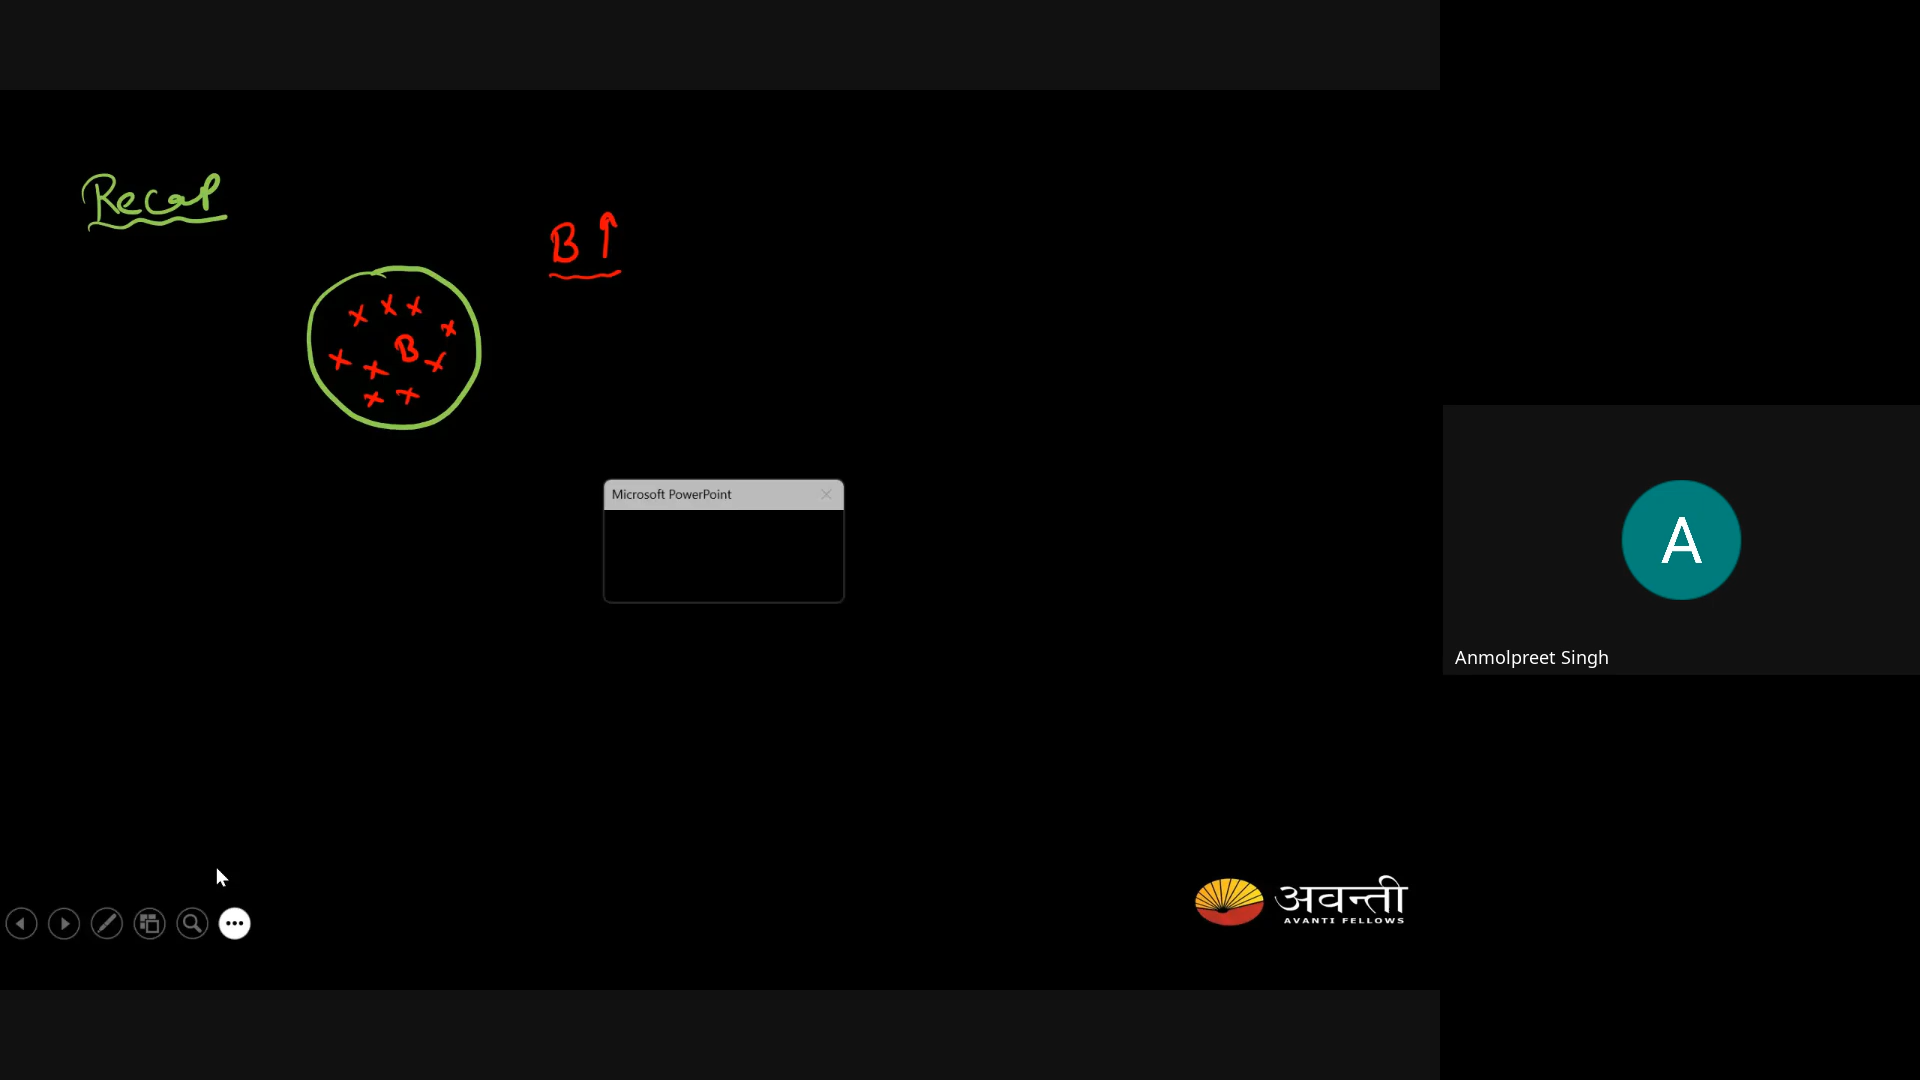 Recap
B ↑
x x x
x
B
x x x
x x
Microsoft PowerPoint
A
Anmolpreet Singh
अवन्ती
AVANTI FELLOWS